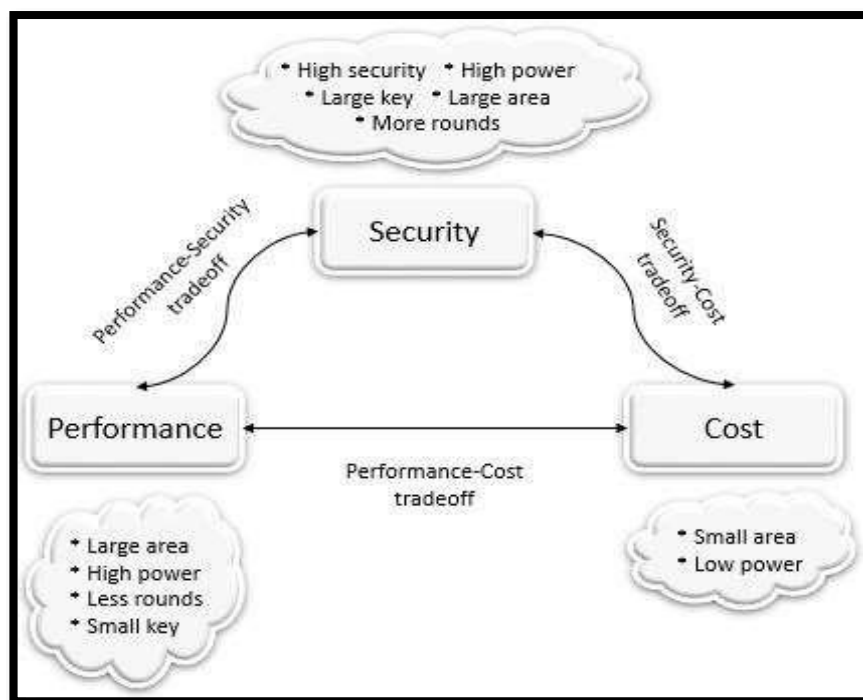 * High security * High power
* Large key * Large area
* More rounds
Security
Performance-Security
tradeoff
Security-Cost
tradeoff
Performance
Cost
Performance-Cost
tradeoff
* Large area
* High power
* Less rounds
* Small key
* Small area
* Low power